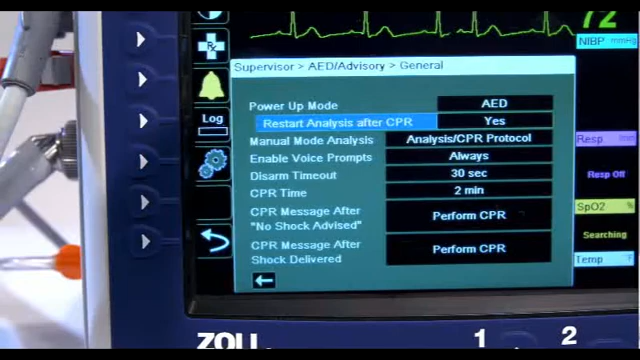 72
NIBP mmHg
Rx
Supervisor > AED/Advisory > General
Power Up Mode AED
Restart Analysis after CPR Yes
Log
Manual Mode Analysis Analysis/CPR Protocol
Resp
Enable Voice Prompts Always
Disarm Timeout 30 sec
Resp Off
CPR Time 2 min
CPR Message After
"No Shock Advised" Perform CPR
SpO2 %
Searching
CPR Message After
Shock Delivered Perform CPR
Temp °F
ZOLL
1 2